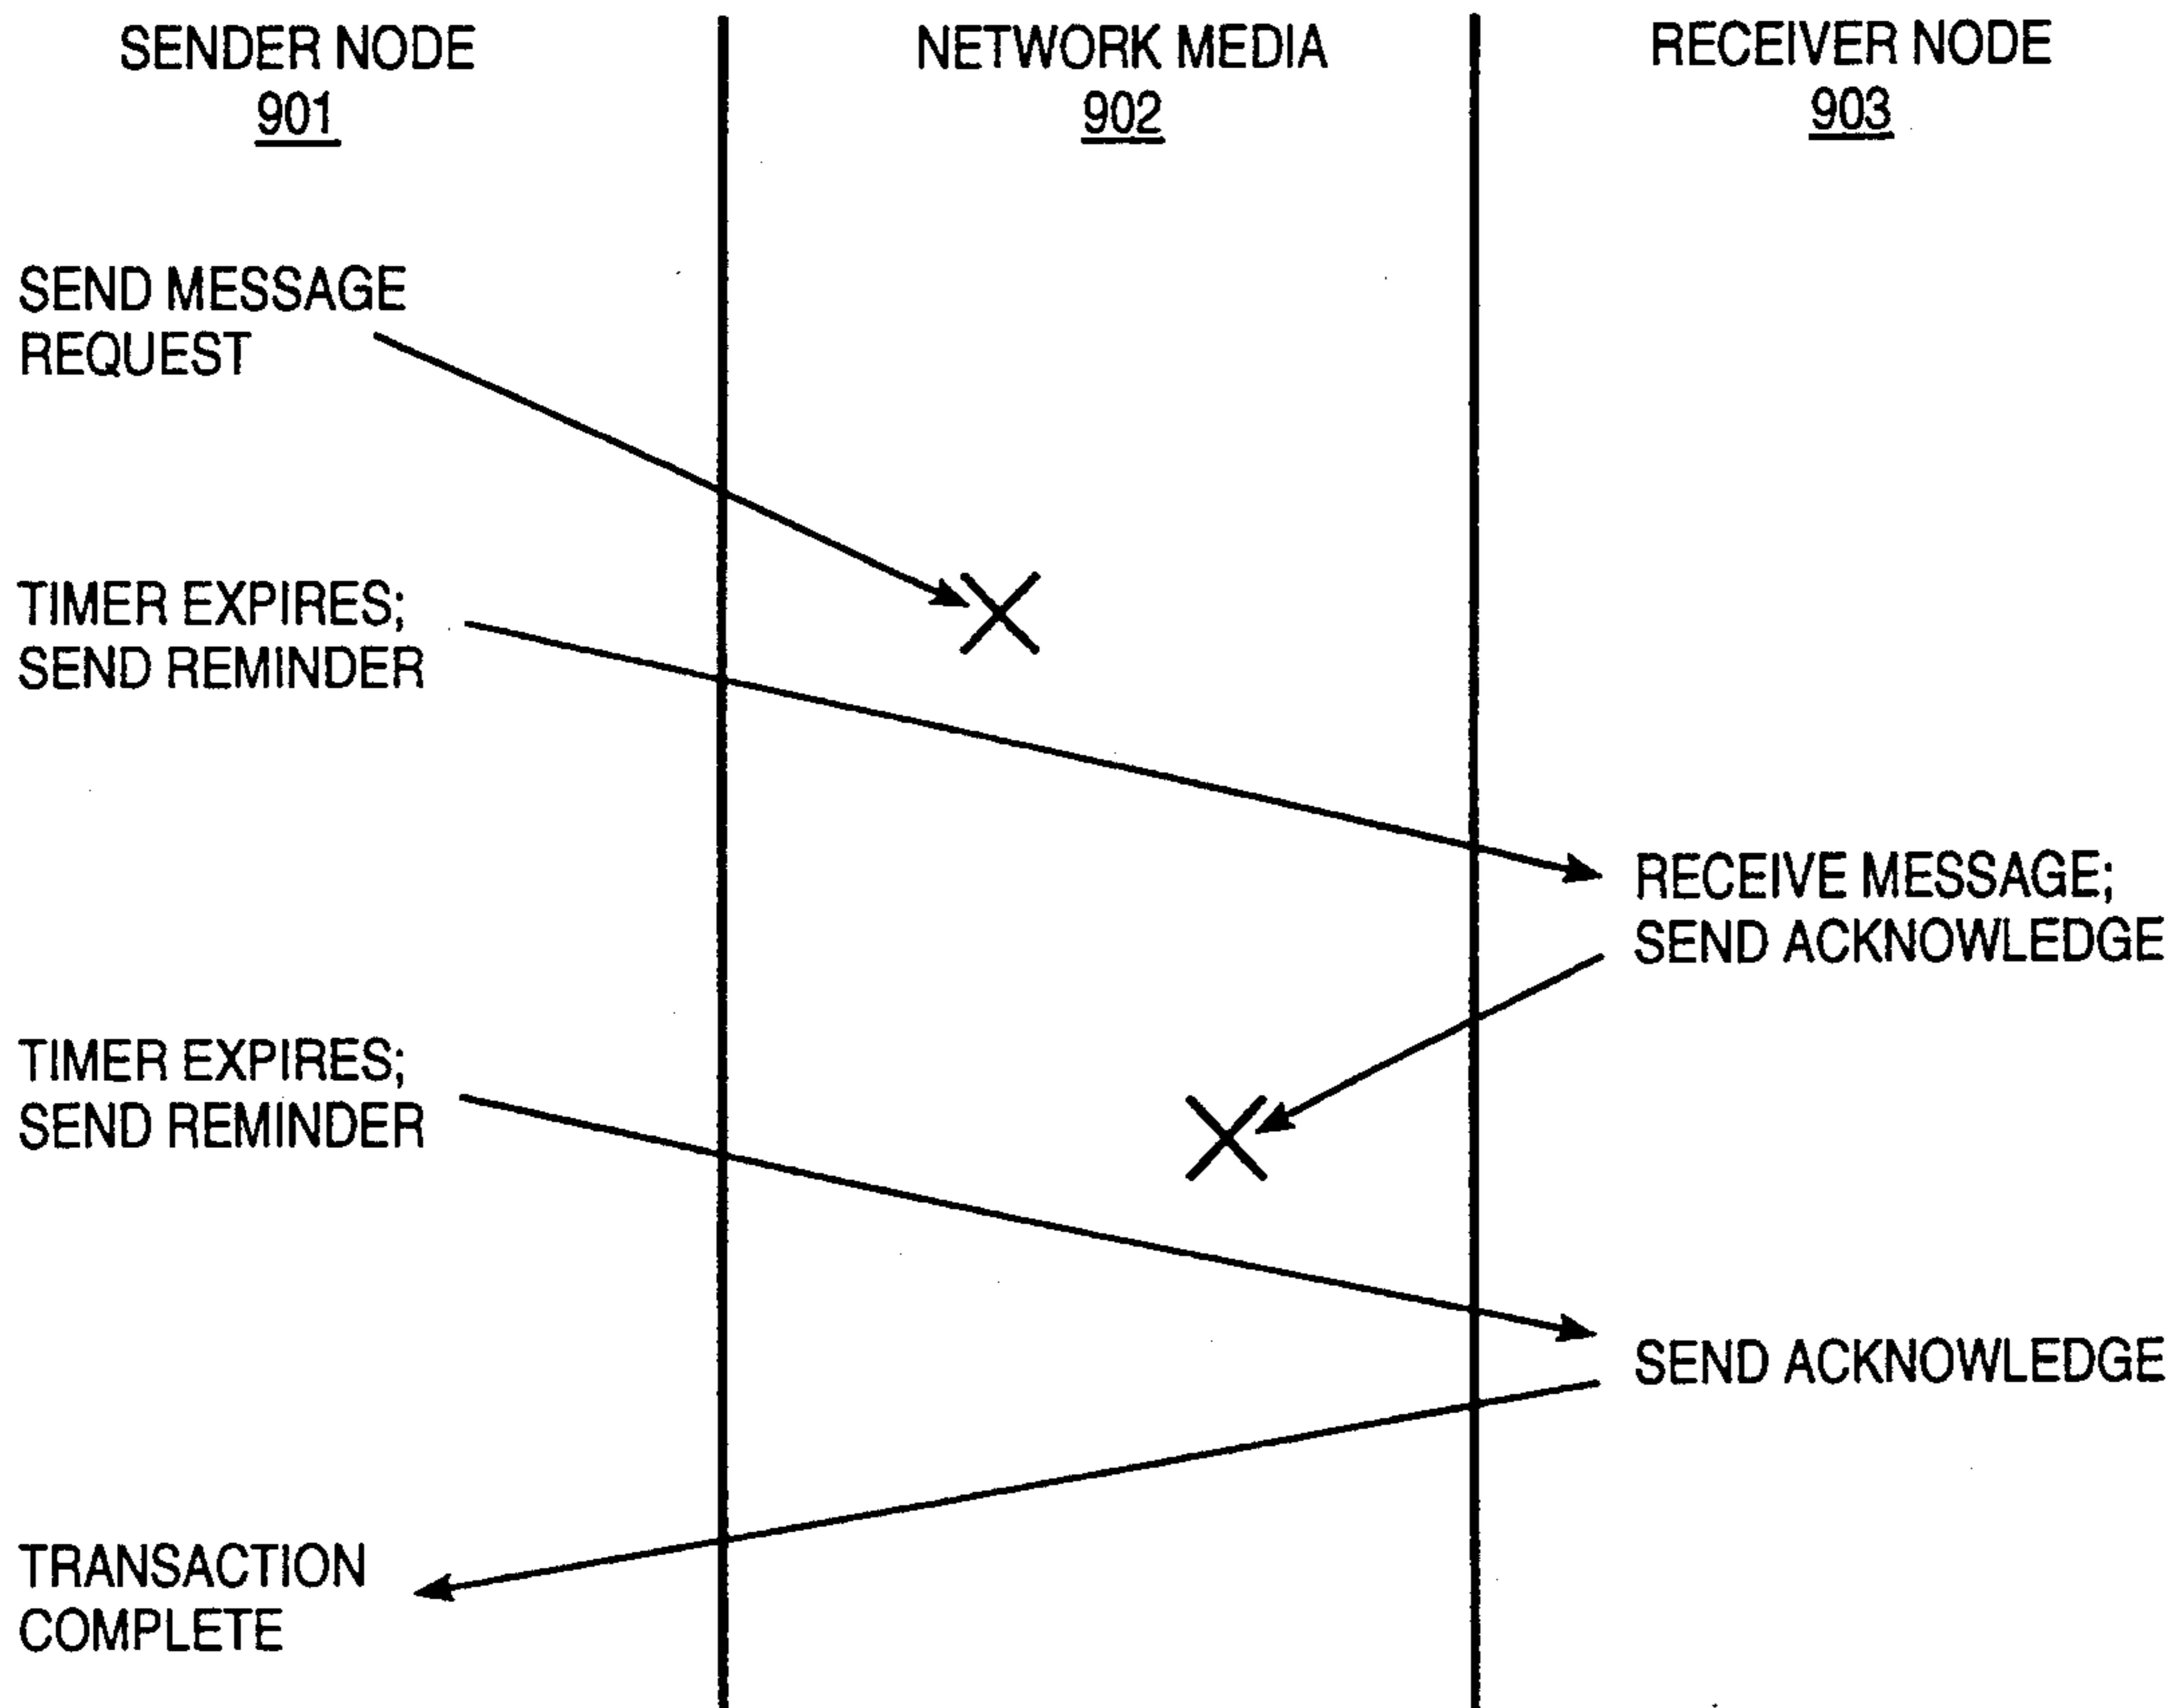 SENDER NODE
901
NETWORK MEDIA
902
RECEIVER NODE
903
SEND MESSAGE
REQUEST
TIMER EXPIRES;
SEND REMINDER
RECEIVE MESSAGE;
SEND ACKNOWLEDGE
TIMER EXPIRES;
SEND REMINDER
SEND ACKNOWLEDGE
TRANSACTION
COMPLETE